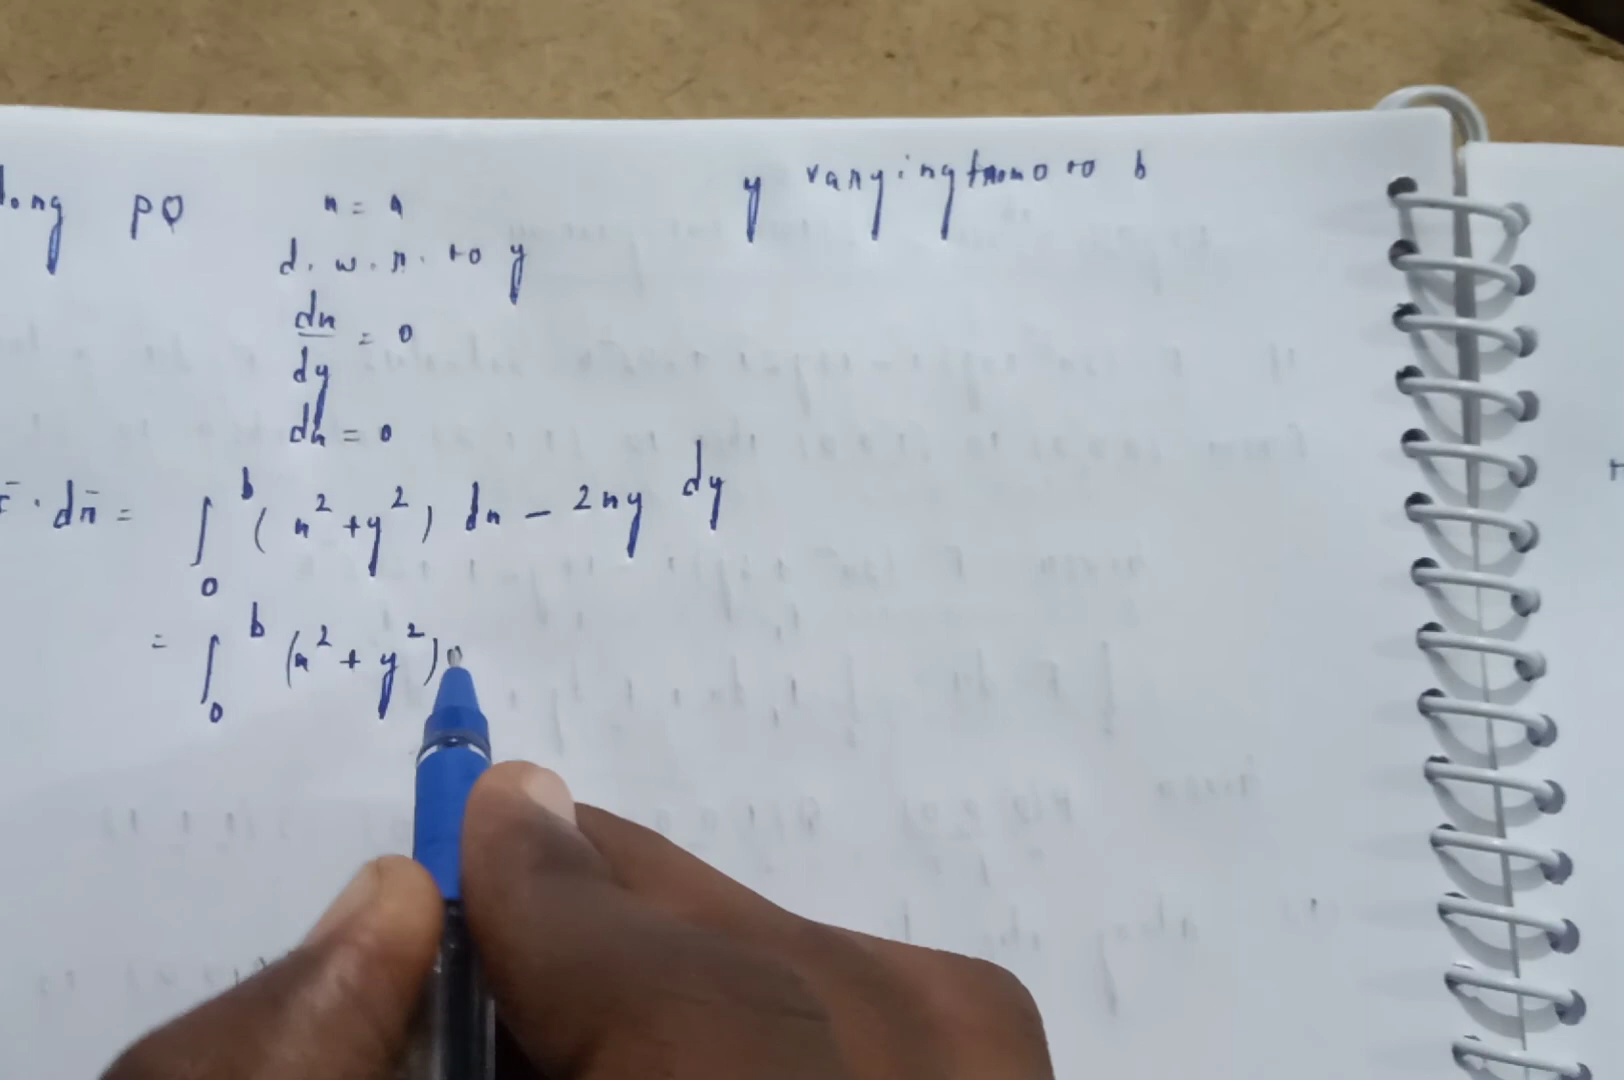 long PQ x = a y varying from 0 to b
d. w. r. to y
dx/dy = 0
dx = 0
F̄ . dr̄ = ∫₀ᵇ (x² + y²) dx - 2xy dy
= ∫₀ᵇ (x² + y²) 0